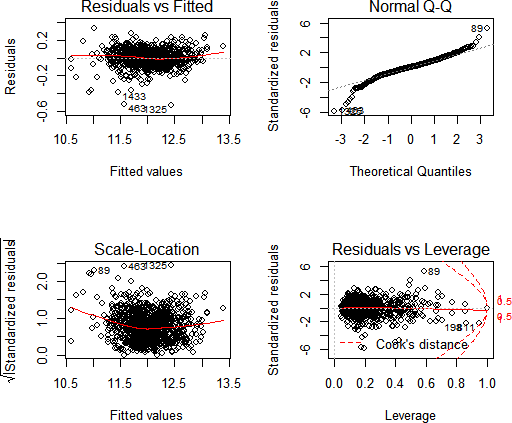 Residuals vs Fitted
Residuals
0.2
-0.2
-0.6
1433
463
1325
10.5 11.5 12.5 13.5
Fitted values
Normal Q-Q
Standardized residuals
6
2
-2
-6
89
-3 -2 -1 0 1 2 3
Theoretical Quantiles
Scale-Location
√|Standardized residuals|
2.0
1.0
0.0
89
463
1325
10.5 11.5 12.5 13.5
Fitted values
Residuals vs Leverage
Standardized residuals
6
2
-2
-6
89
0.5
0.5
Cook's distance
0.0 0.2 0.4 0.6 0.8 1.0
Leverage